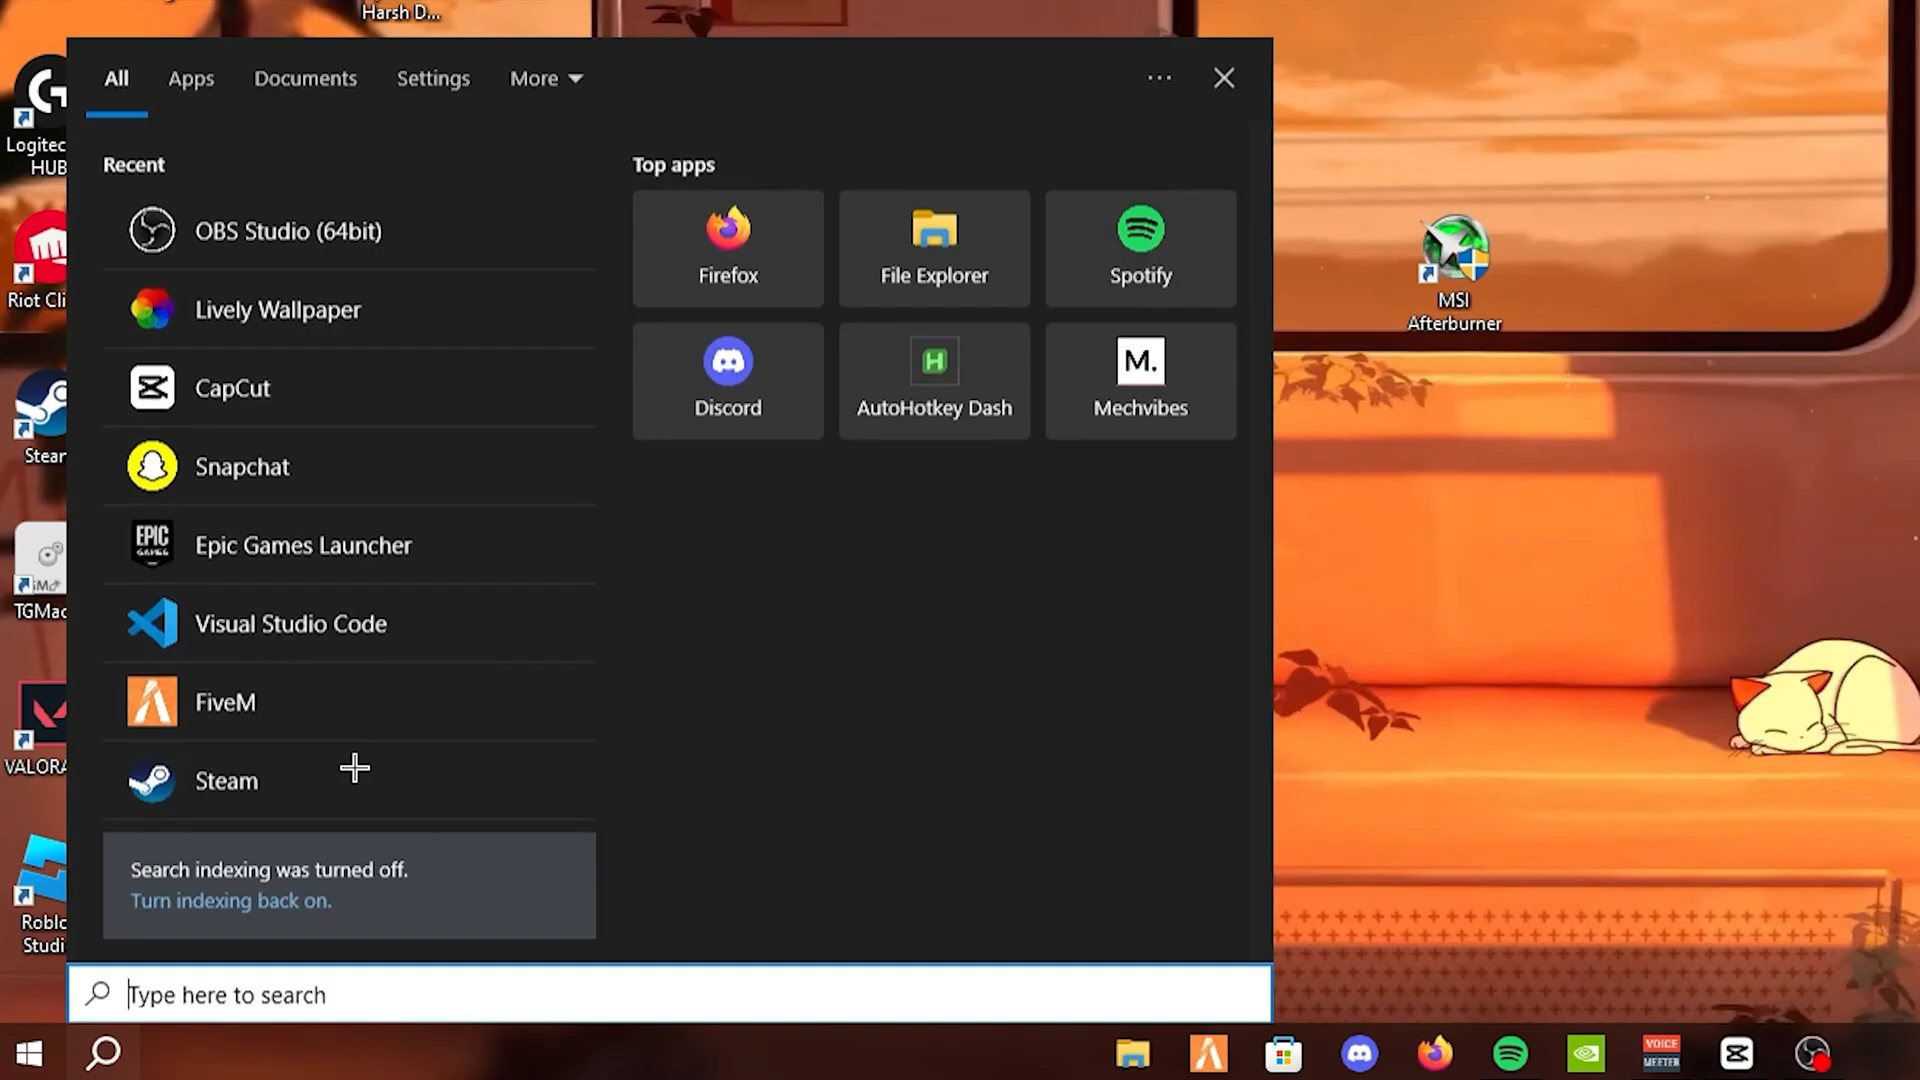 Harsh D...
All
Apps
Documents
Settings
More
Recent
OBS Studio (64bit)
Lively Wallpaper
CapCut
Snapchat
EPIC
GAMES
Epic Games Launcher
Visual Studio Code
FiveM
Steam
Search indexing was turned off.
Turn indexing back on.
Type here to search
Top apps
Firefox
File Explorer
Spotify
Discord
H
AutoHotkey Dash
M.
Mechvibes
Logitec
HUB
Riot Cli
Stear
TGMac
VALORA
Roblo
Studi
MSI
Afterburner
VOICE
MEETER